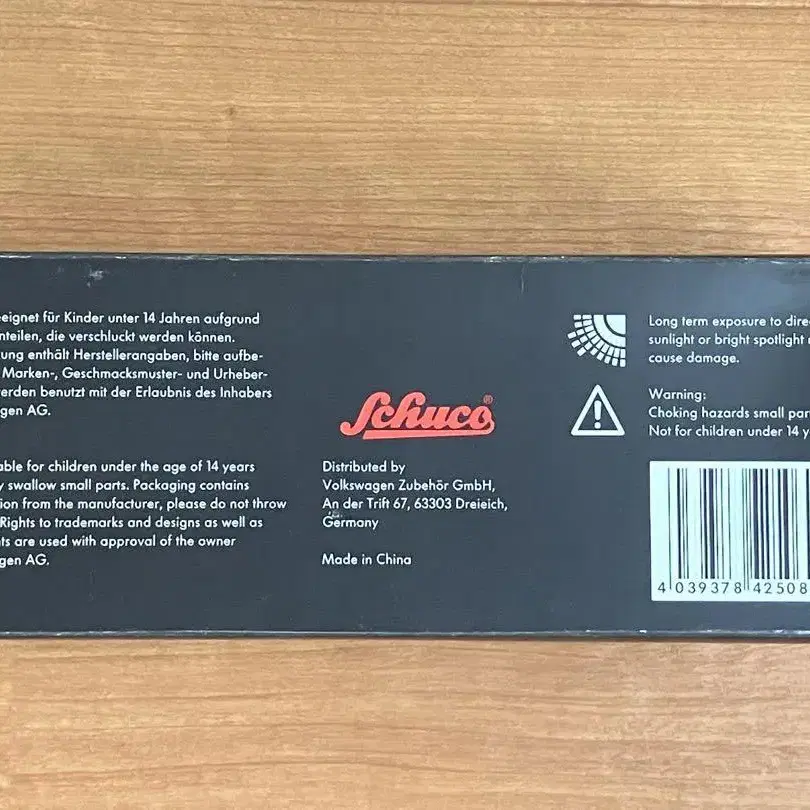 eignet für Kinder unter 14 Jahren aufgrund
nteilen, die verschluckt werden können.
ung enthält Herstellerangaben, bitte aufbe-
Marken-, Geschmacksmuster- und Urheber-
erden benutzt mit der Erlaubnis des Inhabers
gen AG.
able for children under the age of 14 years
y swallow small parts. Packaging contains
ion from the manufacturer, please do not throw
Rights to trademarks and designs as well as
ts are used with approval of the owner
gen AG.
Schuco®
Distributed by
Volkswagen Zubehör GmbH,
An der Trift 67, 63303 Dreieich,
Germany
Made in China
Long term exposure to dire
sunlight or bright spotlight
cause damage.
Warning:
Choking hazards small par
Not for children under 14 y
4 039378 42508